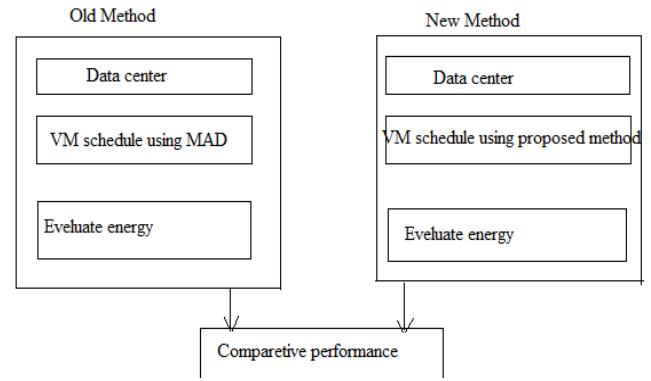 Old Method
Data center
VM schedule using MAD
Eveluate energy
New Method
Data center
VM schedule using proposed method
Eveluate energy
Comparetive performance